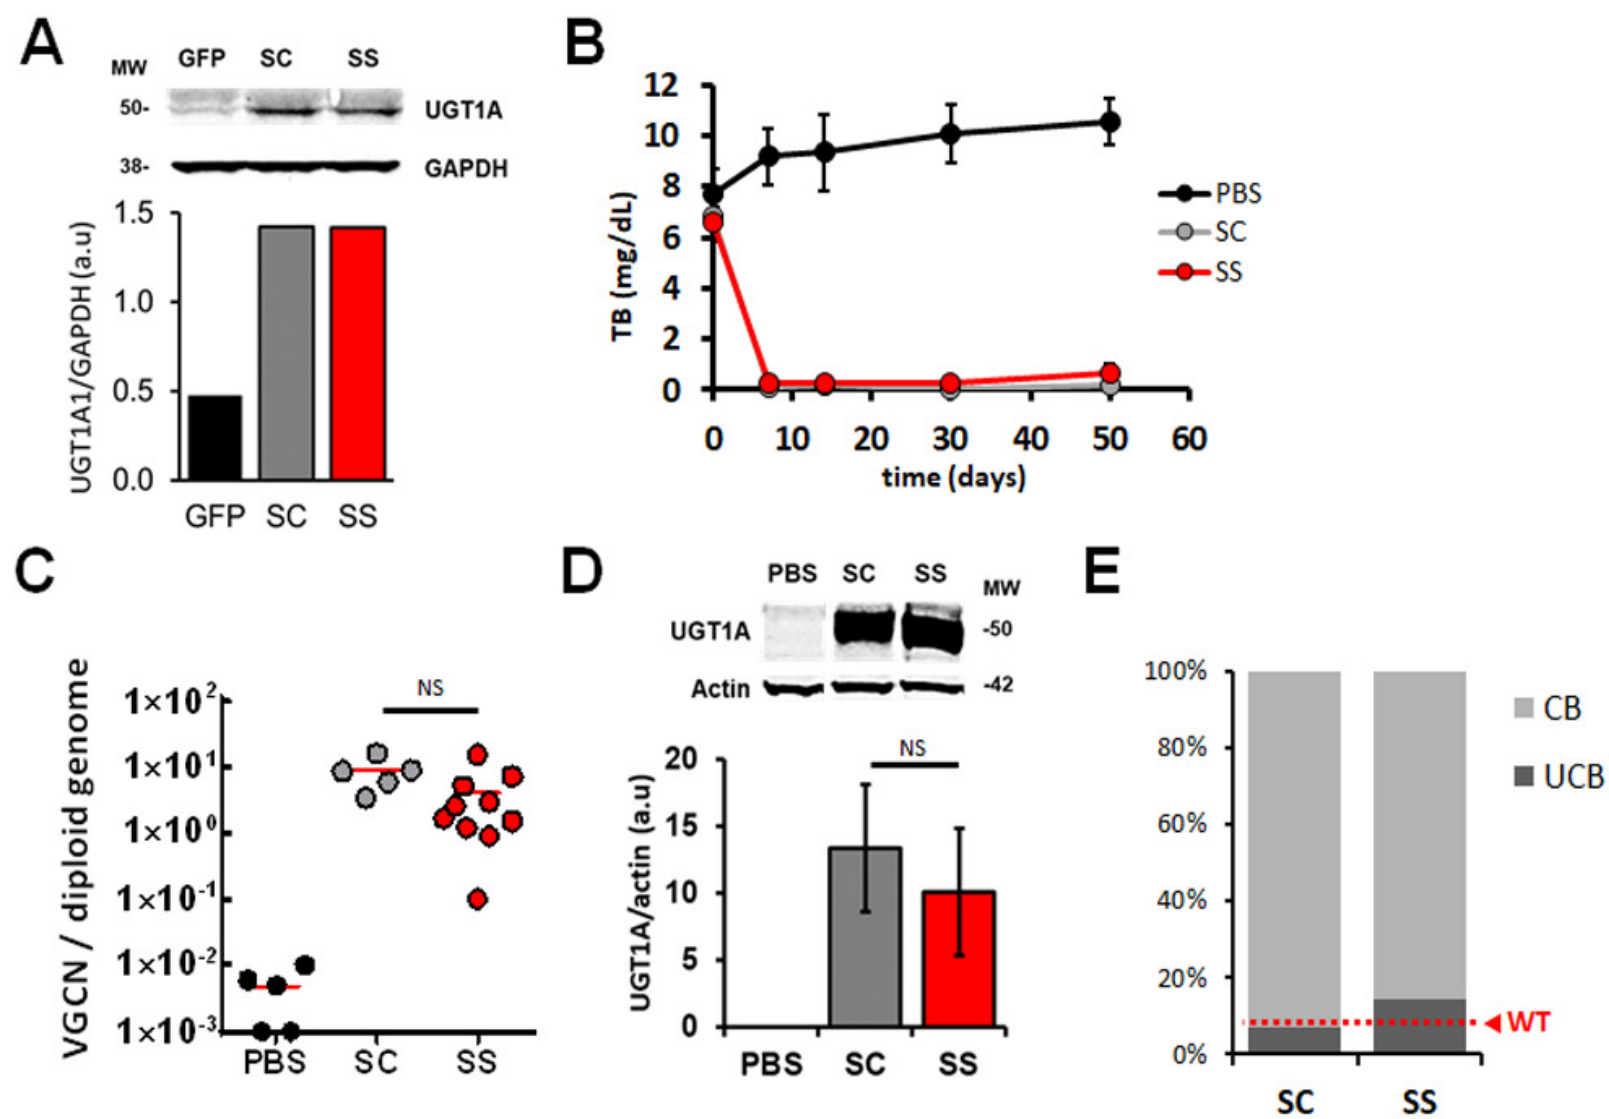 A
MW GFP SC SS
50- UGT1A
38- GAPDH
UGT1A1/GAPDH (a.u)
1.5
1.0
0.5
0.0
GFP SC SS
B
TB (mg/dL)
12
10
8
6
4
2
0
0 10 20 30 40 50 60
time (days)
PBS
SC
SS
C
VGCN / diploid genome
1×10²
1×10¹
1×10⁰
1×10⁻¹
1×10⁻²
1×10⁻³
NS
PBS SC SS
D
PBS SC SS MW
UGT1A -50
Actin -42
UGT1A/actin (a.u)
20
15
10
5
0
NS
PBS SC SS
E
100%
80%
60%
40%
20%
0%
CB
UCB
WT
SC SS